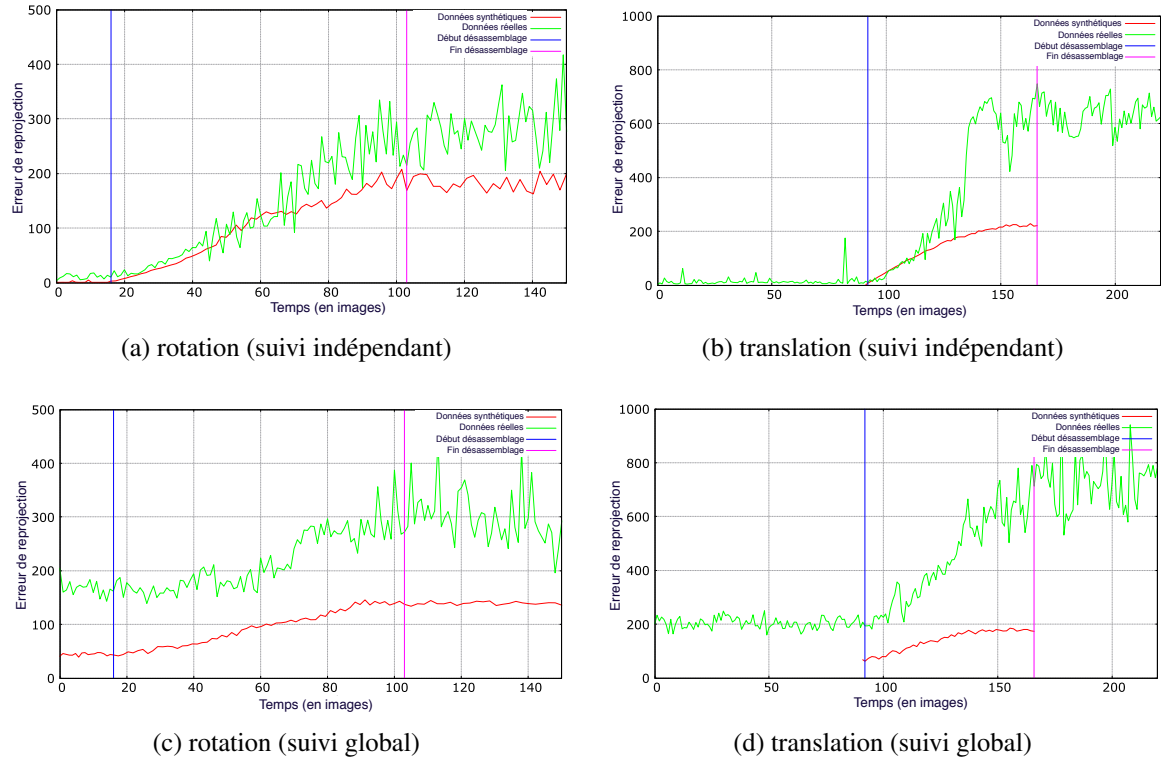 500
400
300
200
100
0
0 20 40 60 80 100 120 140
Erreur de reprojection
Temps (en images)
Données synthétiques
Données réelles
Début désassemblage
Fin désassemblage
(a) rotation (suivi indépendant)
1000
800
600
400
200
0
0 50 100 150 200
Erreur de reprojection
Temps (en images)
Données synthétiques
Données réelles
Début désassemblage
Fin désassemblage
(b) translation (suivi indépendant)
500
400
300
200
100
0
0 20 40 60 80 100 120 140
Erreur de reprojection
Temps (en images)
Données synthétiques
Données réelles
Début désassemblage
Fin désassemblage
(c) rotation (suivi global)
1000
800
600
400
200
0
0 50 100 150 200
Erreur de reprojection
Temps (en images)
Données synthétiques
Données réelles
Début désassemblage
Fin désassemblage
(d) translation (suivi global)